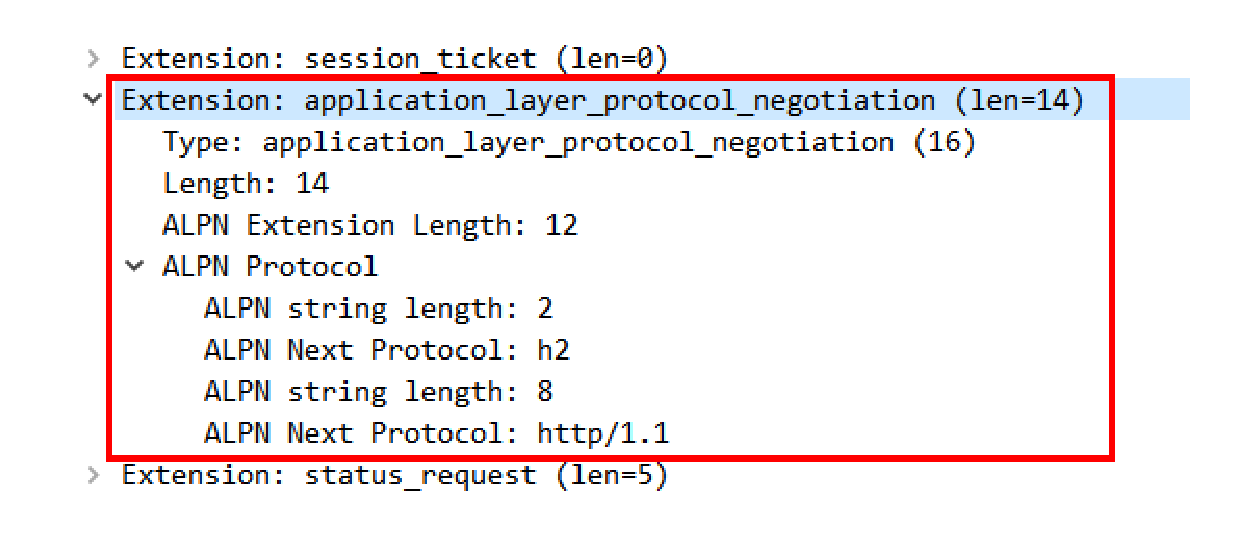 Extension: session_ticket (len=0)
Extension: application_layer_protocol_negotiation (len=14)
Type: application_layer_protocol_negotiation (16)
Length: 14
ALPN Extension Length: 12
ALPN Protocol
ALPN string length: 2
ALPN Next Protocol: h2
ALPN string length: 8
ALPN Next Protocol: http/1.1
Extension: status_request (len=5)